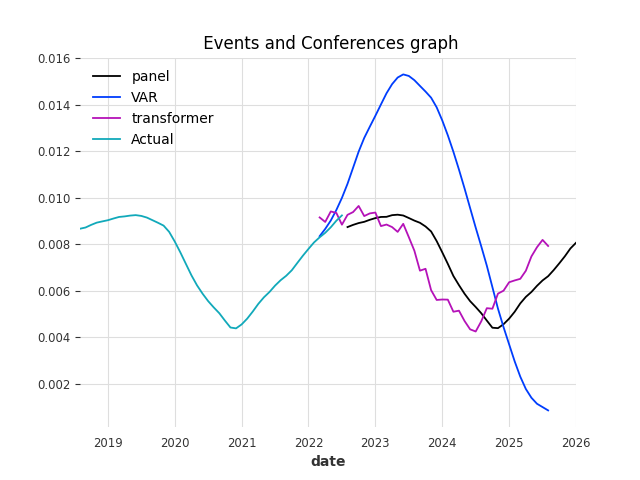 Events and Conferences graph
0.016
0.014
0.012
0.010
0.008
0.006
0.004
0.002
panel
VAR
transformer
Actual
2019 2020 2021 2022 2023 2024 2025 2026
date